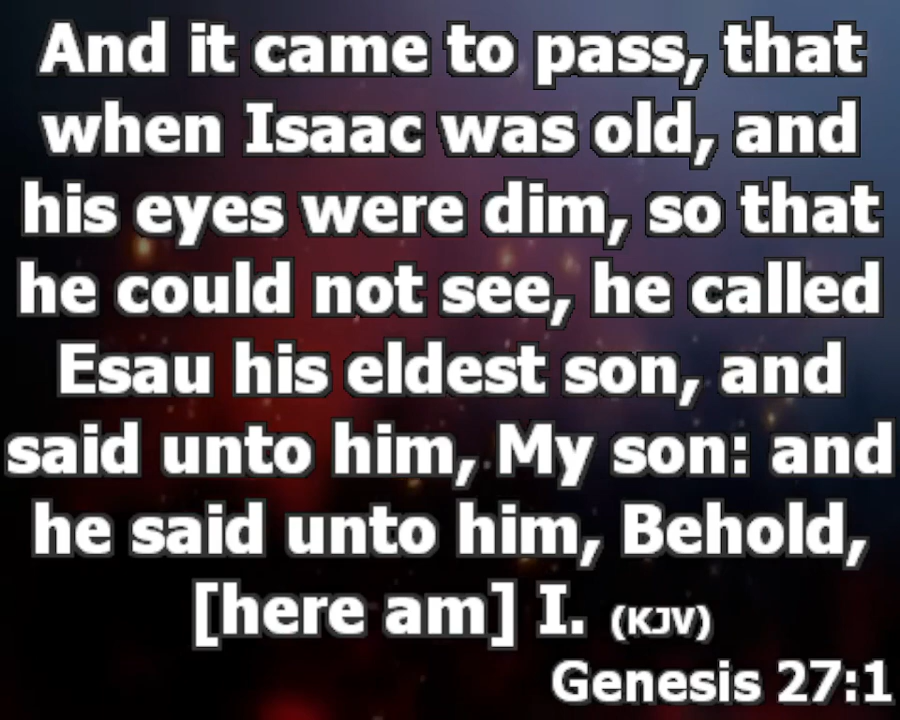 And it came to pass, that
when Isaac was old, and
his eyes were dim, so that
he could not see, he called
Esau his eldest son, and
said unto him, My son: and
he said unto him, Behold,
[here am] I. (KJV)
Genesis 27:1